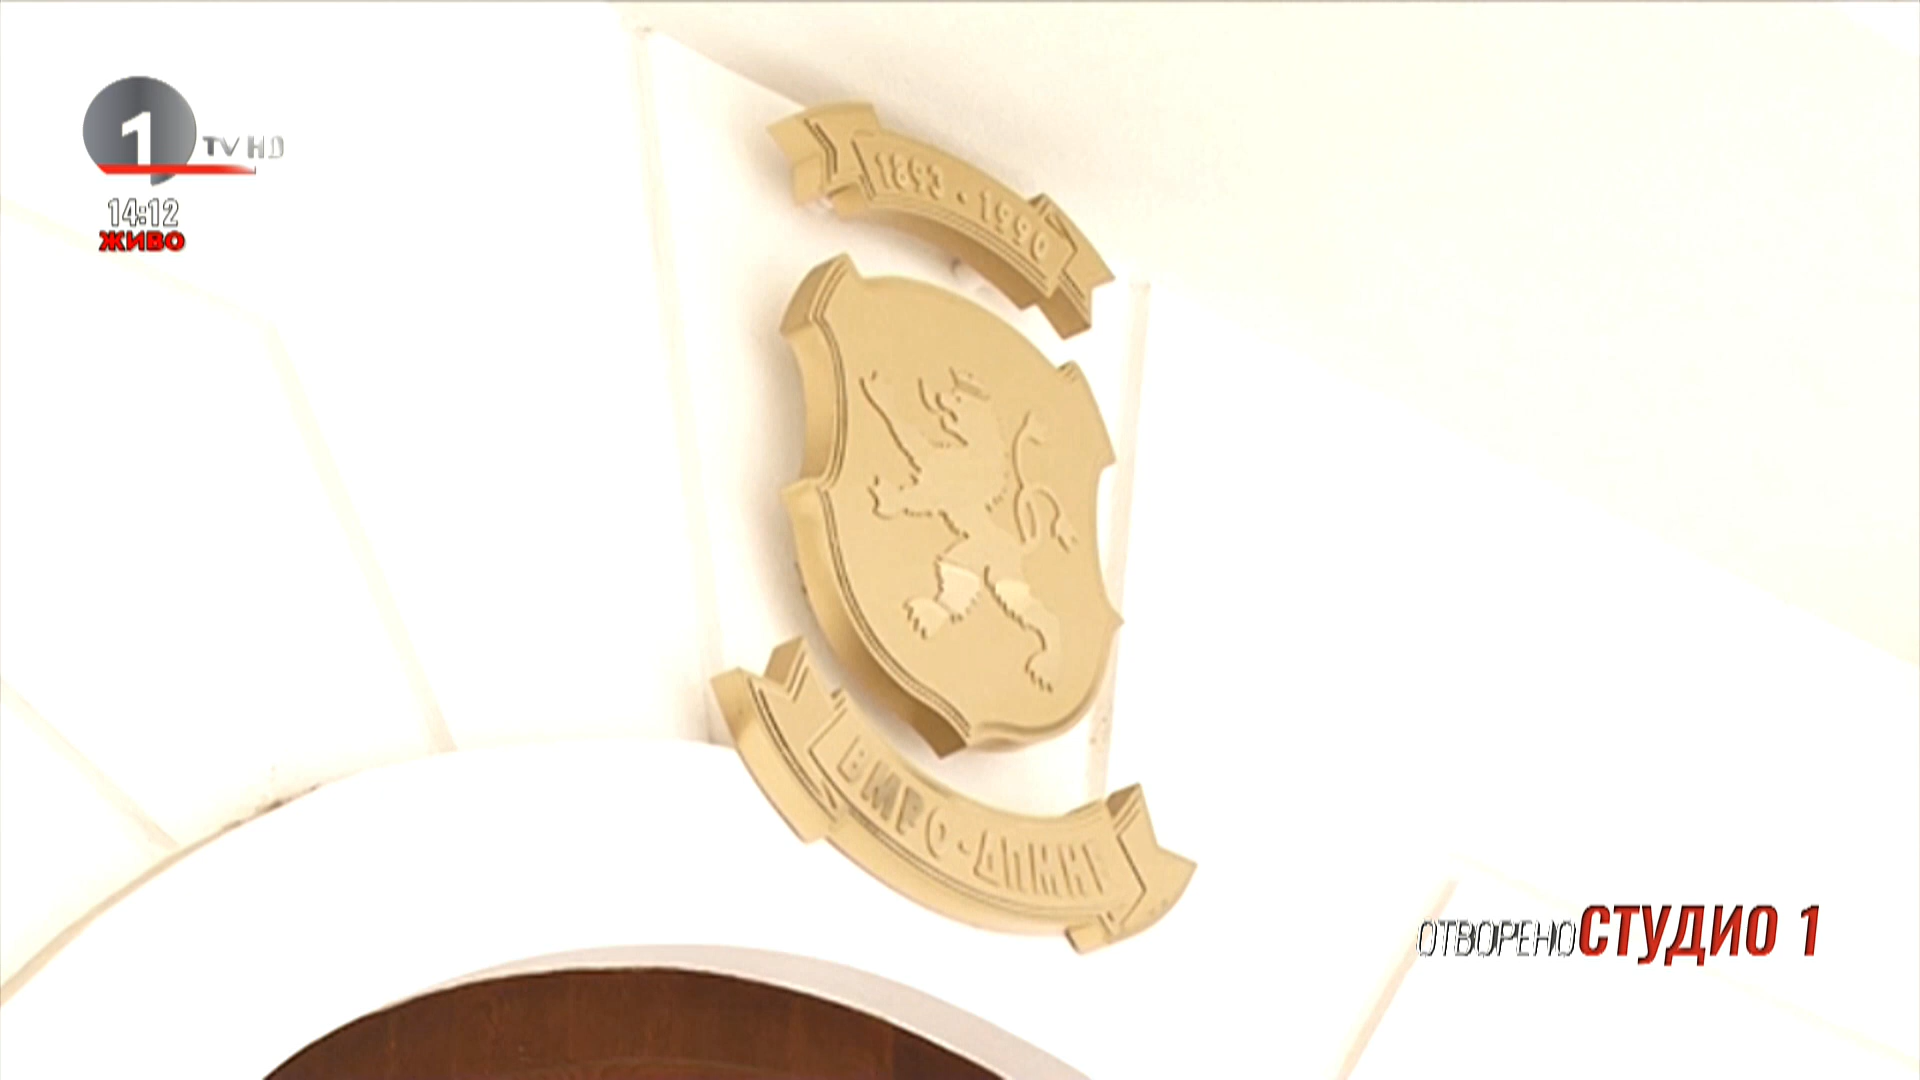 1
TV HD
14:12
ЖИВО
1893 · 1990
ВМРО-ДПМНЕ
ОТВОРЕНО СТУДИО 1